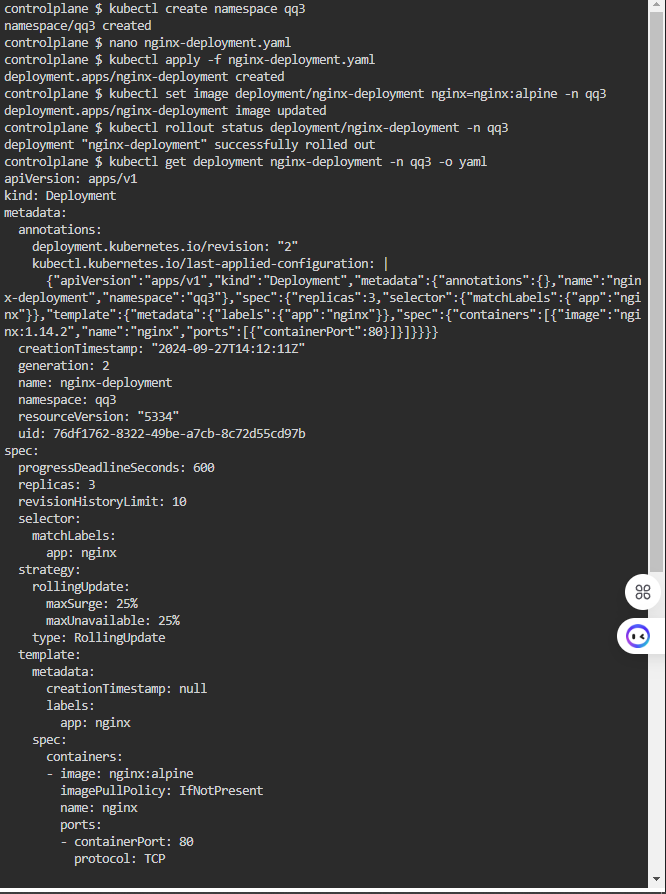 controlplane $ kubectl create namespace qq3
namespace/qq3 created
controlplane $ nano nginx-deployment.yaml
controlplane $ kubectl apply -f nginx-deployment.yaml
deployment.apps/nginx-deployment created
controlplane $ kubectl set image deployment/nginx-deployment nginx=nginx:alpine -n qq3
deployment.apps/nginx-deployment image updated
controlplane $ kubectl rollout status deployment/nginx-deployment -n qq3
deployment "nginx-deployment" successfully rolled out
controlplane $ kubectl get deployment nginx-deployment -n qq3 -o yaml
apiVersion: apps/v1
kind: Deployment
metadata:
  annotations:
    deployment.kubernetes.io/revision: "2"
    kubectl.kubernetes.io/last-applied-configuration: |
      {"apiVersion":"apps/v1","kind":"Deployment","metadata":{"annotations":{},"name":"ngin
x-deployment","namespace":"qq3"},"spec":{"replicas":3,"selector":{"matchLabels":{"app":"ngi
nx"}},"template":{"metadata":{"labels":{"app":"nginx"}},"spec":{"containers":[{"image":"ngi
nx:1.14.2","name":"nginx","ports":[{"containerPort":80}]}]}}}}
  creationTimestamp: "2024-09-27T14:12:11Z"
  generation: 2
  name: nginx-deployment
  namespace: qq3
  resourceVersion: "5334"
  uid: 76df1762-8322-49be-a7cb-8c72d55cd97b
spec:
  progressDeadlineSeconds: 600
  replicas: 3
  revisionHistoryLimit: 10
  selector:
    matchLabels:
      app: nginx
  strategy:
    rollingUpdate:
      maxSurge: 25%
      maxUnavailable: 25%
    type: RollingUpdate
  template:
    metadata:
      creationTimestamp: null
      labels:
        app: nginx
    spec:
      containers:
      - image: nginx:alpine
        imagePullPolicy: IfNotPresent
        name: nginx
        ports:
        - containerPort: 80
          protocol: TCP